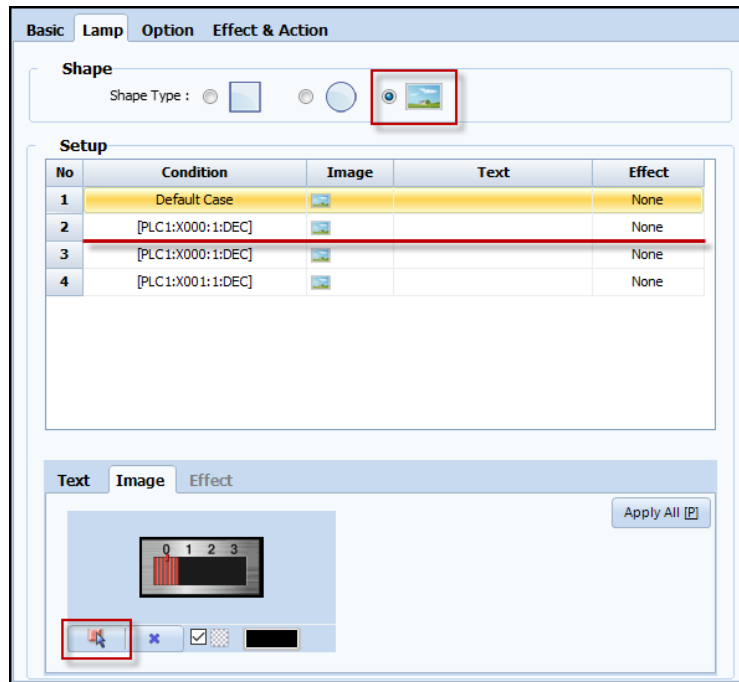 Basic Lamp Option Effect & Action
Shape
Shape Type :
Setup
No Condition Image Text Effect
1 Default Case None
2 [PLC1:X000:1:DEC] None
3 [PLC1:X000:1:DEC] None
4 [PLC1:X001:1:DEC] None
Text Image Effect
Apply All [P]
0 1 2 3